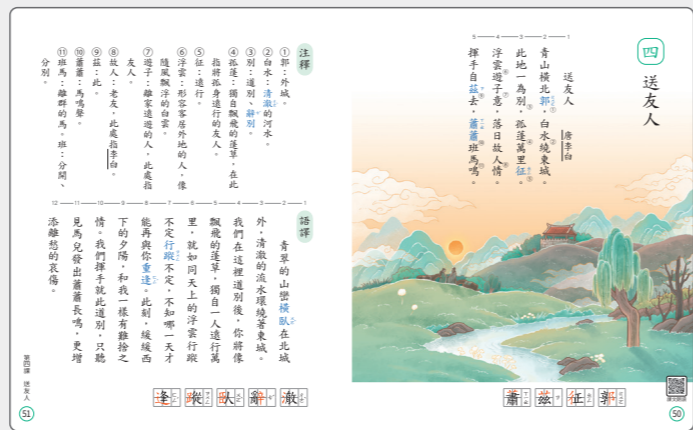 四 送友人
送友人
唐 李白
青山橫北郭，白水繞東城。
此地一為別，孤蓬萬里征。
浮雲遊子意，落日故人情。
揮手自茲去，蕭蕭班馬鳴。
郭
征
茲
蕭
課文朗讀
50
注釋
①郭：外城。
②白水：清澈的河水。
③別：道別、辭別。
④孤蓬：獨自飄飛的蓬草，在此
指將孤身遠行的友人。
⑤征：遠行。
⑥浮雲：形容客居外地的人，像
隨風飄浮的白雲。
⑦遊子：離家遠遊的人，此處指
友人。
⑧故人：老友，此處指李白。
⑨茲：此。
⑩蕭蕭：馬鳴聲。
⑪班馬：離群的馬。班：分開、
分別。
語譯
青翠的山巒橫臥在北城
外，清澈的流水環繞著東城。
我們在這裡道別後，你將像
飄飛的蓬草，獨自一人遠行萬
里，就如同天上的浮雲行蹤
不定行蹤不定，不知哪一天才
能再與你重逢。此刻，緩緩西
下的夕陽，和我一樣有難捨之
情。我們揮手就此道別，只聽
見馬兒發出蕭蕭長鳴，更增
添離愁的哀傷。
澈
辭
臥
蹤
逢
第四課 送友人
51